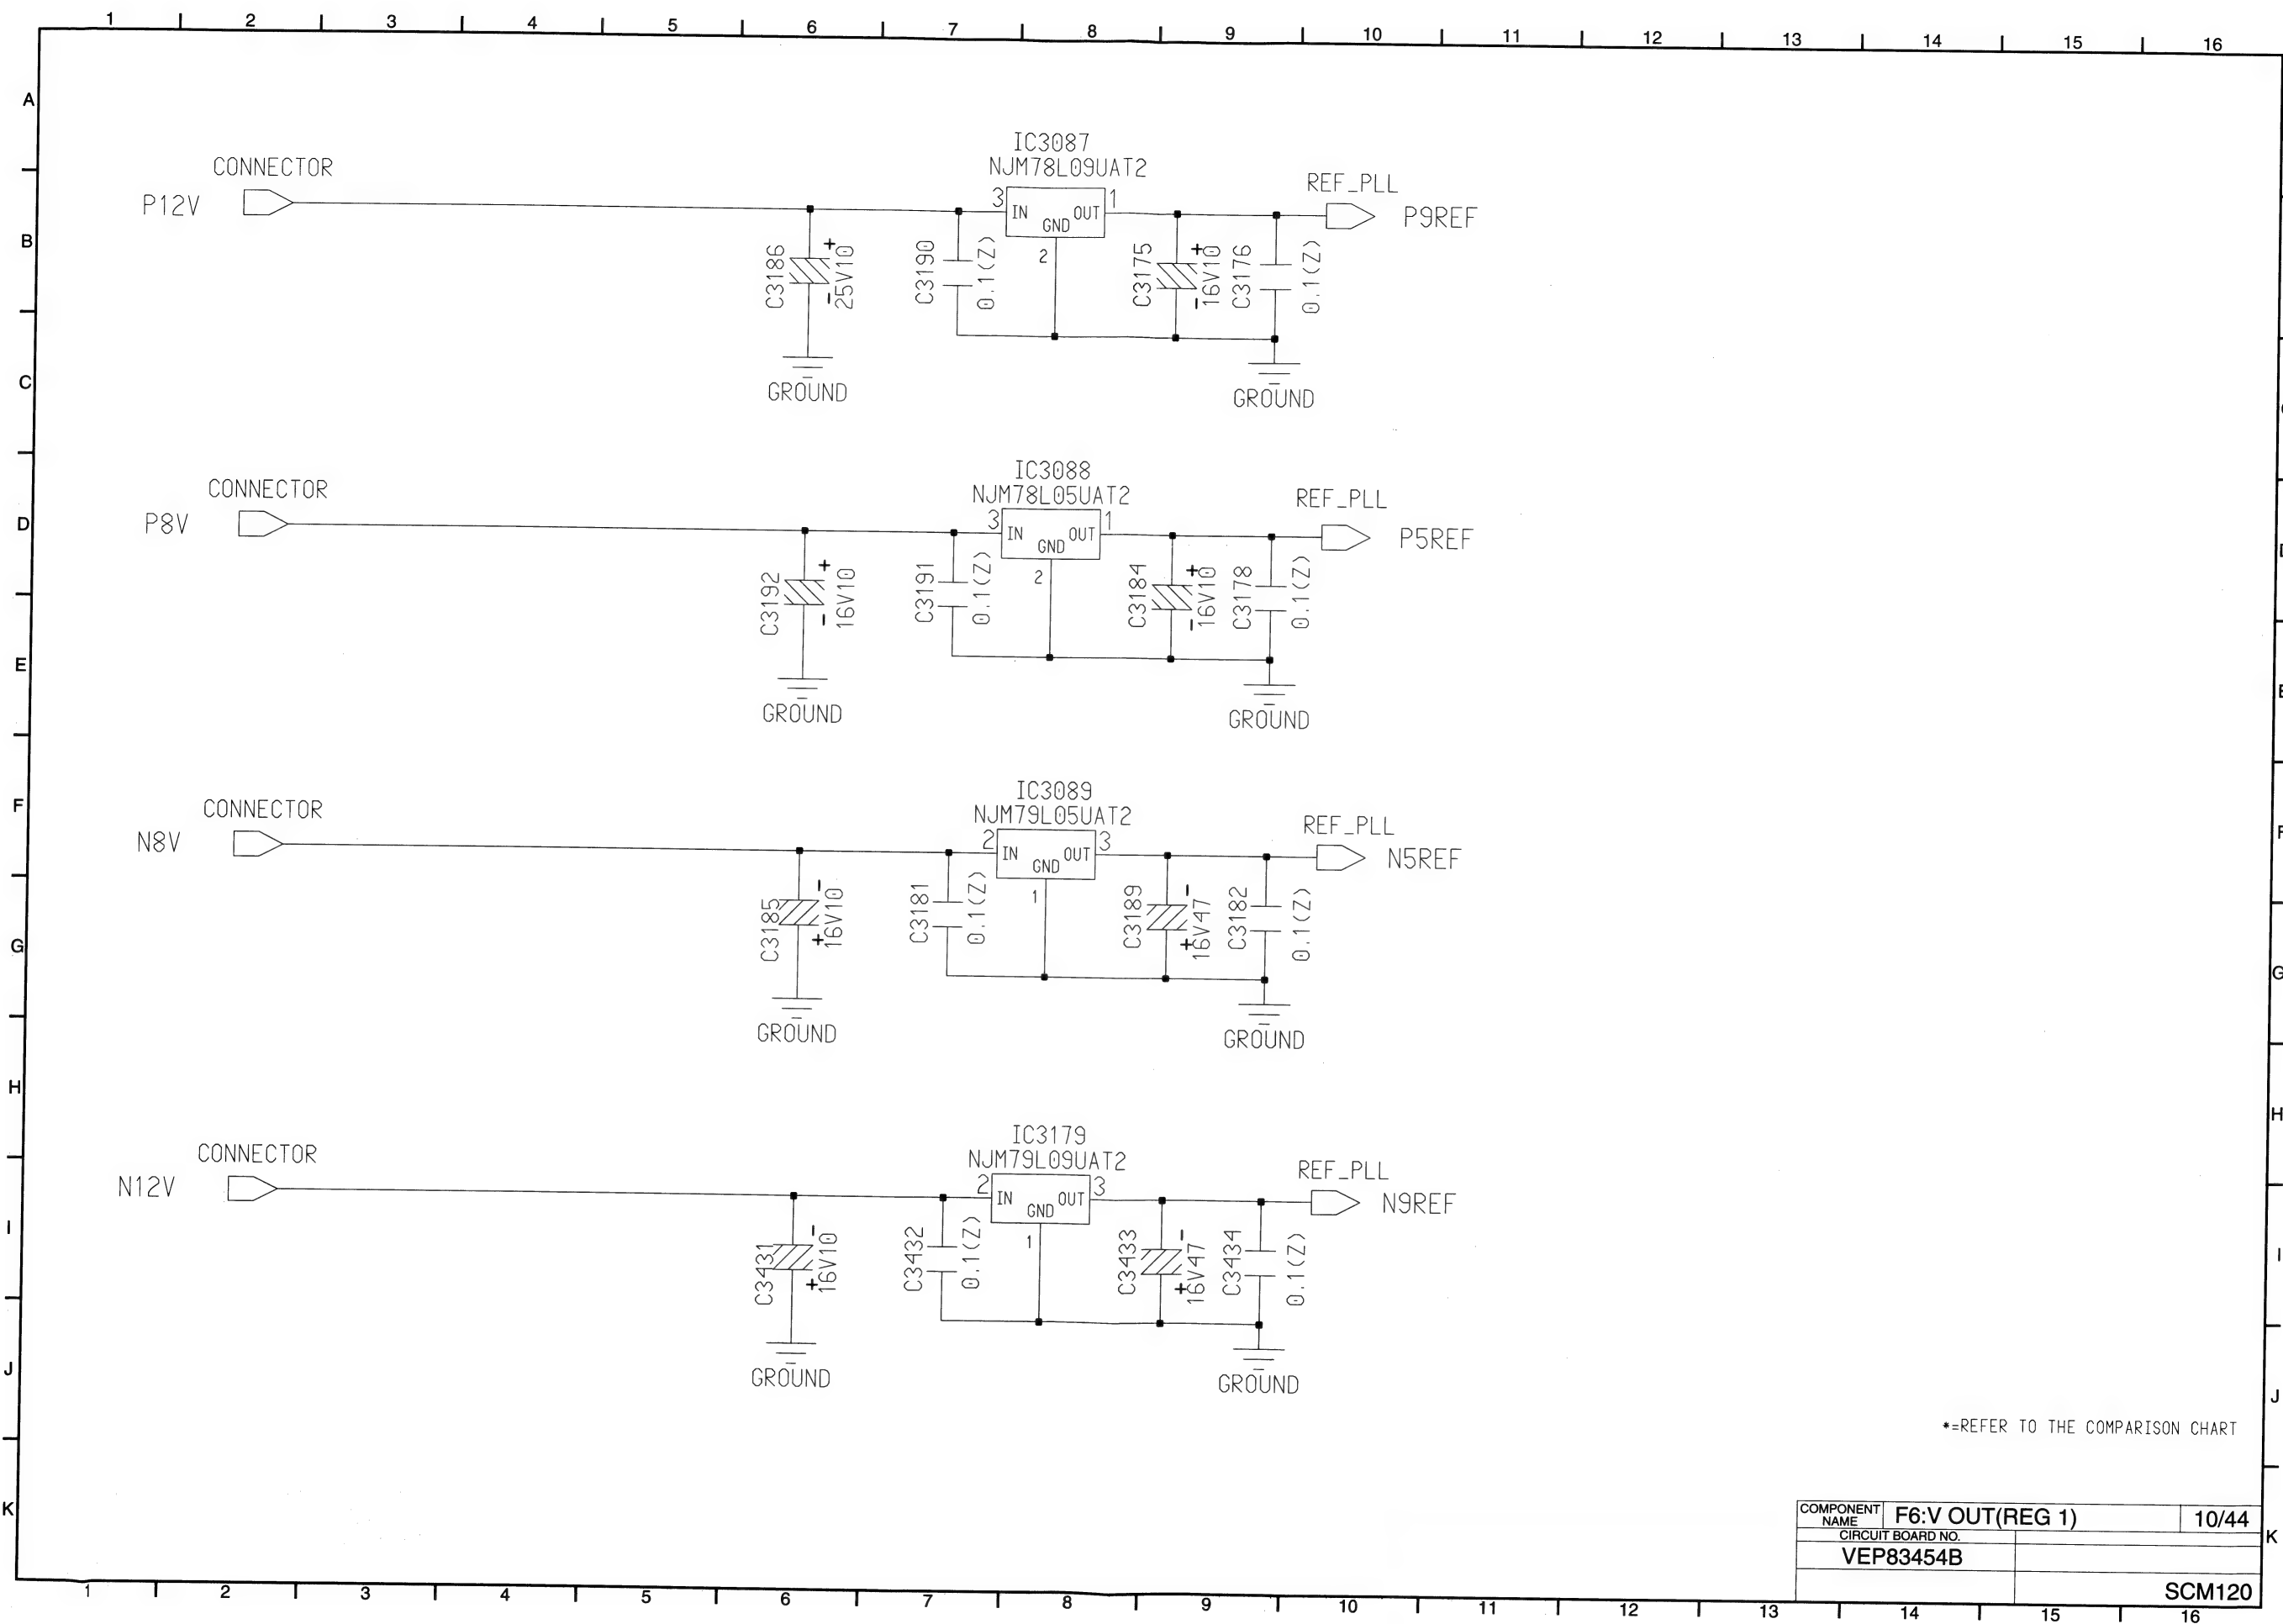 1 2 3 4 5 6 7 8 9 10 11 12 13 14 15 16
A
IC3087
NJM78L09UAT2
CONNECTOR
REF_PLL
P12V
3 IN GND OUT 1
P9REF
2
B
C3186
+
-
25V10
C3190
0.1(Z)
C3175
+
-
16V10
C3176
0.1(Z)
C
GROUND
GROUND
IC3088
NJM78L05UAT2
CONNECTOR
REF_PLL
D
P8V
3 IN GND OUT 1
P5REF
2
C3192
+
-
16V10
C3191
0.1(Z)
C3184
+
-
16V10
C3178
0.1(Z)
E
E
GROUND
GROUND
IC3089
NJM79L05UAT2
F
CONNECTOR
REF_PLL
F
N8V
2 IN GND OUT 3
N5REF
1
C3185
-
+
16V10
C3181
0.1(Z)
C3189
-
+
16V47
C3182
0.1(Z)
G
G
GROUND
GROUND
H
H
IC3179
NJM79L09UAT2
CONNECTOR
REF_PLL
N12V
2 IN GND OUT 3
N9REF
1
I
I
C3431
-
+
16V10
C3432
0.1(Z)
C3433
-
+
16V47
C3434
0.1(Z)
J
J
GROUND
GROUND
*=REFER TO THE COMPARISON CHART
K
K
COMPONENT NAME F6:V OUT(REG 1) 10/44
CIRCUIT BOARD NO.
VEP83454B
SCM120
1 2 3 4 5 6 7 8 9 10 11 12 13 14 15 16